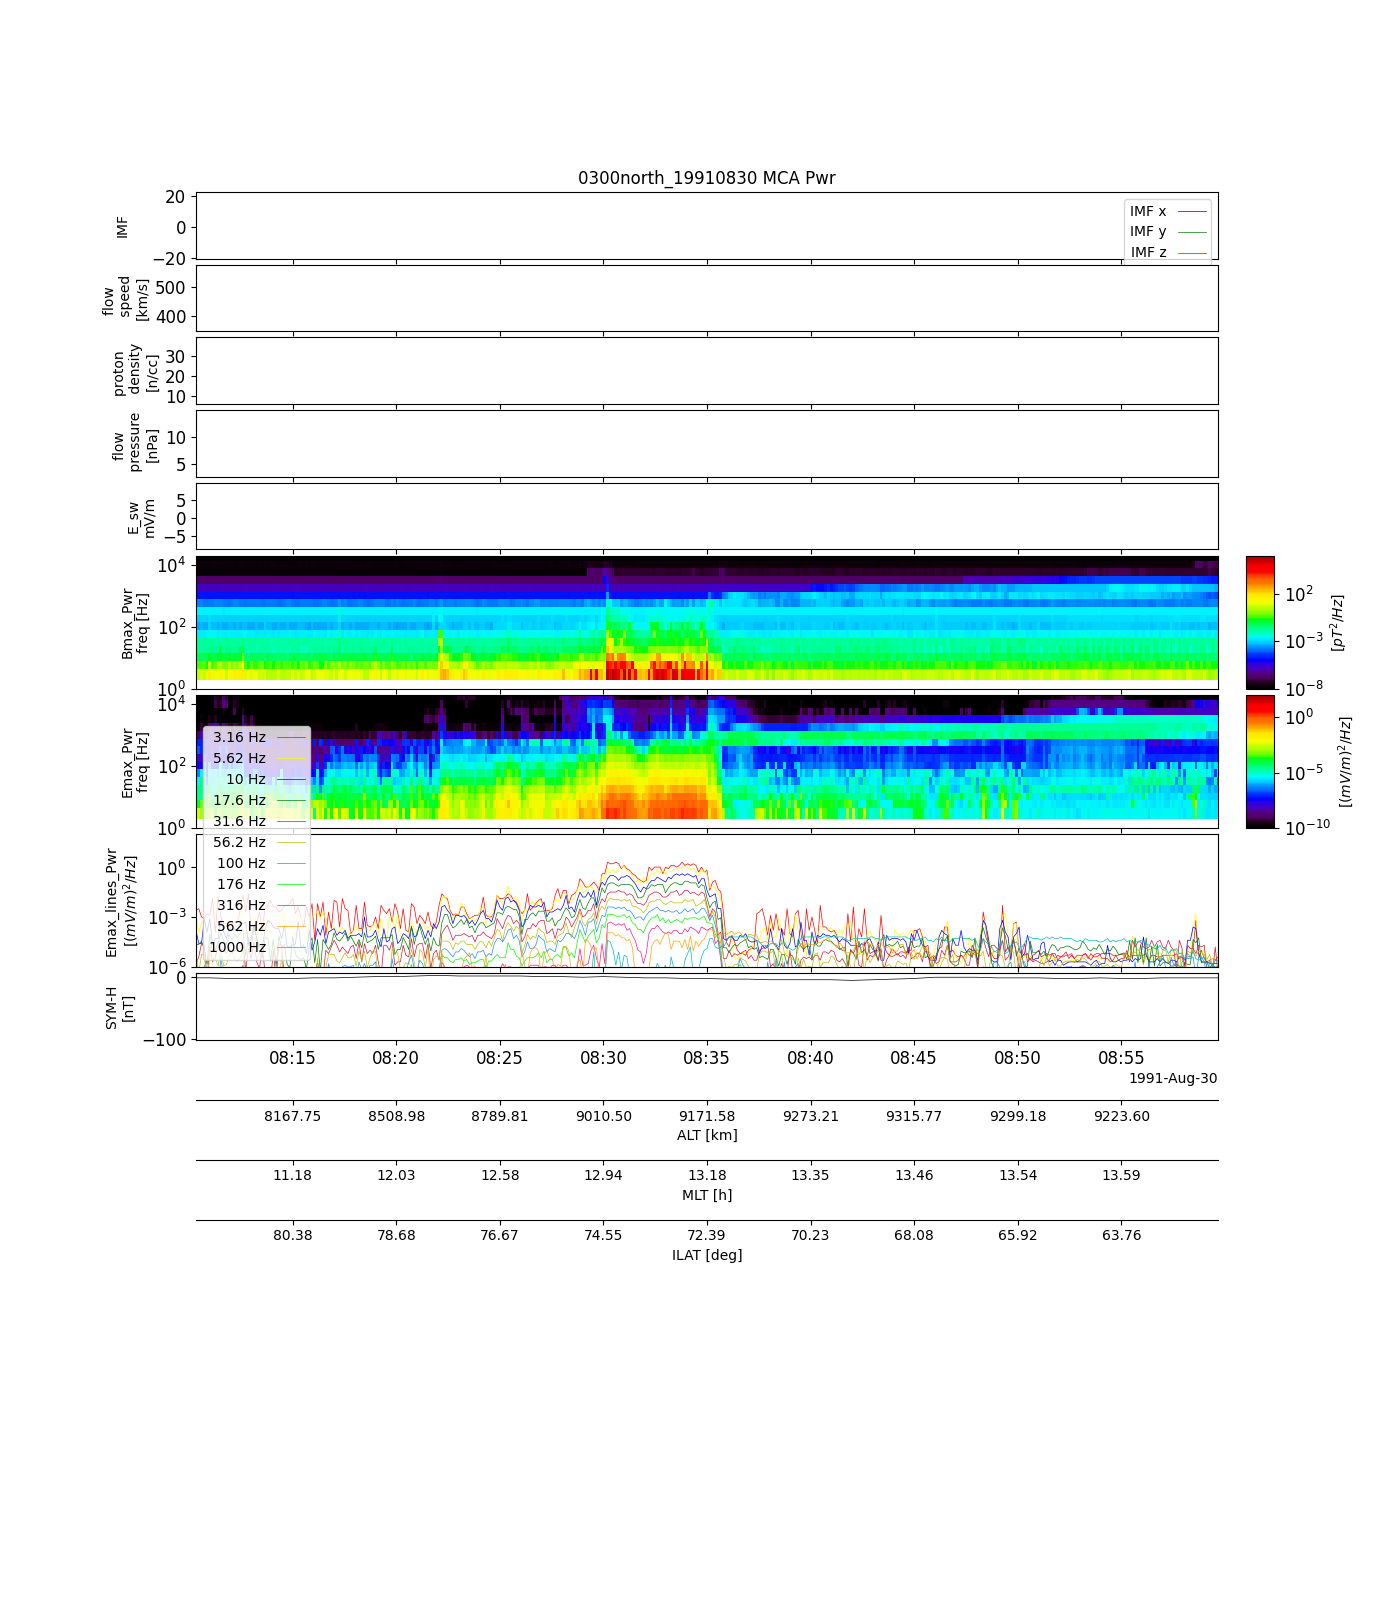 0300north_19910830 MCA Pwr
20
0
−20
IMF
IMF x
IMF y
IMF z
500
400
flow
speed
[km/s]
30
20
10
proton
density
[n/cc]
10
5
flow
pressure
[nPa]
5
0
−5
E_sw
mV/m
10^4
10^2
10^0
Bmax_Pwr
freq [Hz]
10^2
10^−3
10^−8
[pT^2/Hz]
10^4
10^2
10^0
Emax_Pwr
freq [Hz]
10^0
10^−5
10^−10
[(mV/m)^2/Hz]
3.16 Hz
5.62 Hz
10 Hz
17.6 Hz
31.6 Hz
56.2 Hz
100 Hz
176 Hz
316 Hz
562 Hz
1000 Hz
10^0
10^−3
10^−6
Emax_lines_Pwr
[(mV/m)^2/Hz]
0
−100
SYM-H
[nT]
08:15 08:20 08:25 08:30 08:35 08:40 08:45 08:50 08:55
1991-Aug-30
8167.75 8508.98 8789.81 9010.50 9171.58 9273.21 9315.77 9299.18 9223.60
ALT [km]
11.18 12.03 12.58 12.94 13.18 13.35 13.46 13.54 13.59
MLT [h]
80.38 78.68 76.67 74.55 72.39 70.23 68.08 65.92 63.76
ILAT [deg]